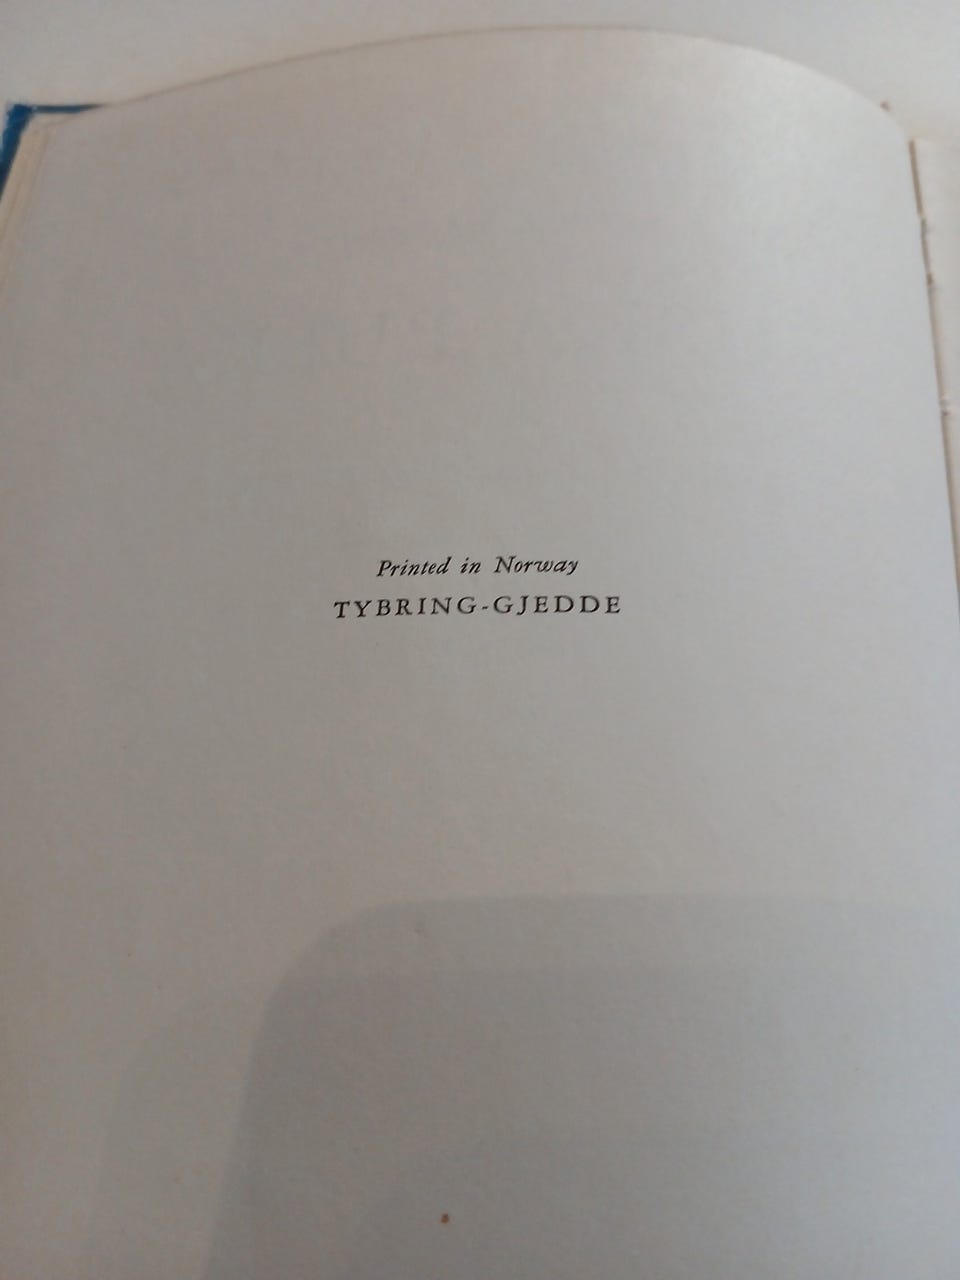 Printed in Norway
TYBRING-GJEDDE